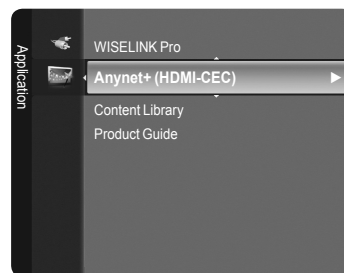 Application
WISELINK Pro
Anynet+ (HDMI-CEC)
Content Library
Product Guide